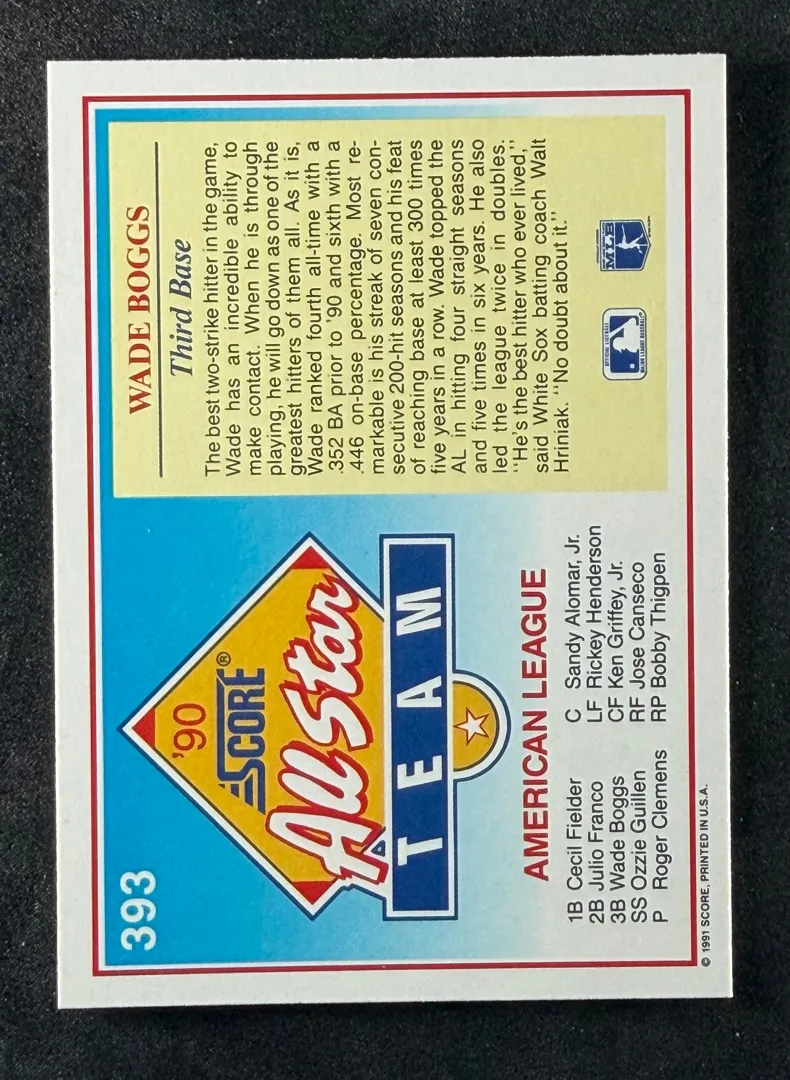 393
'90
SCORE®
All Star
TEAM
AMERICAN LEAGUE
1B Cecil Fielder
2B Julio Franco
3B Wade Boggs
SS Ozzie Guillen
P Roger Clemens
C Sandy Alomar, Jr.
LF Rickey Henderson
CF Ken Griffey, Jr.
RF Jose Canseco
RP Bobby Thigpen
WADE BOGGS
Third Base
The best two-strike hitter in the game,
Wade has an incredible ability to
make contact. When he is through
playing, he will go down as one of the
greatest hitters of them all. As it is,
Wade ranked fourth all-time with a
.352 BA prior to '90 and sixth with a
.446 on-base percentage. Most re-
markable is his streak of seven con-
secutive 200-hit seasons and his feat
of reaching base at least 300 times
five years in a row. Wade topped the
AL in hitting four straight seasons
and five times in six years. He also
led the league twice in doubles.
"He's the best hitter who ever lived,"
said White Sox batting coach Walt
Hriniak. "No doubt about it."
OFFICIAL LICENSEE
MAJOR LEAGUE BASEBALL®
MLB
© 1991 SCORE, PRINTED IN U.S.A.